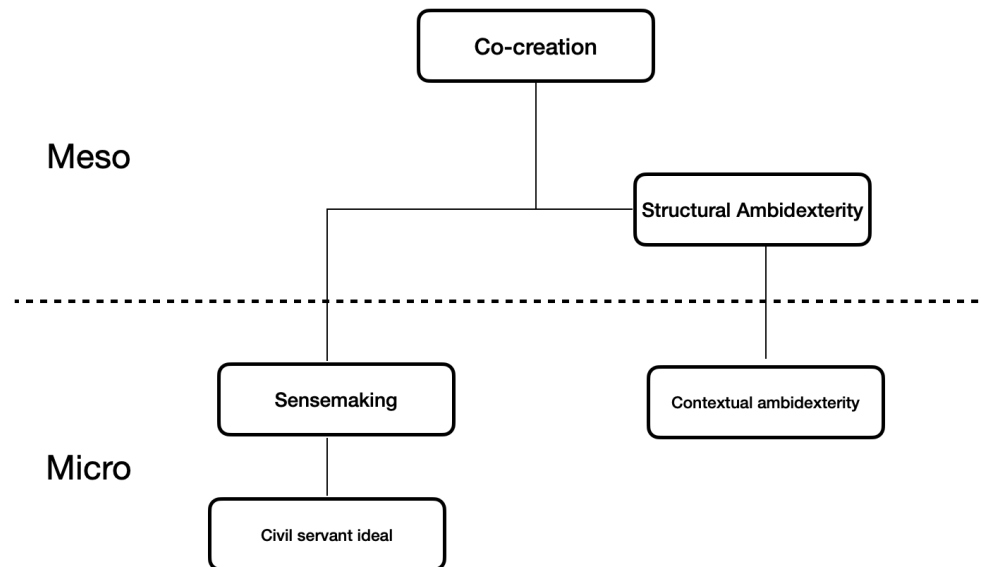 Co-creation
Meso
Structural Ambidexterity
Sensemaking
Contextual ambidexterity
Micro
Civil servant ideal